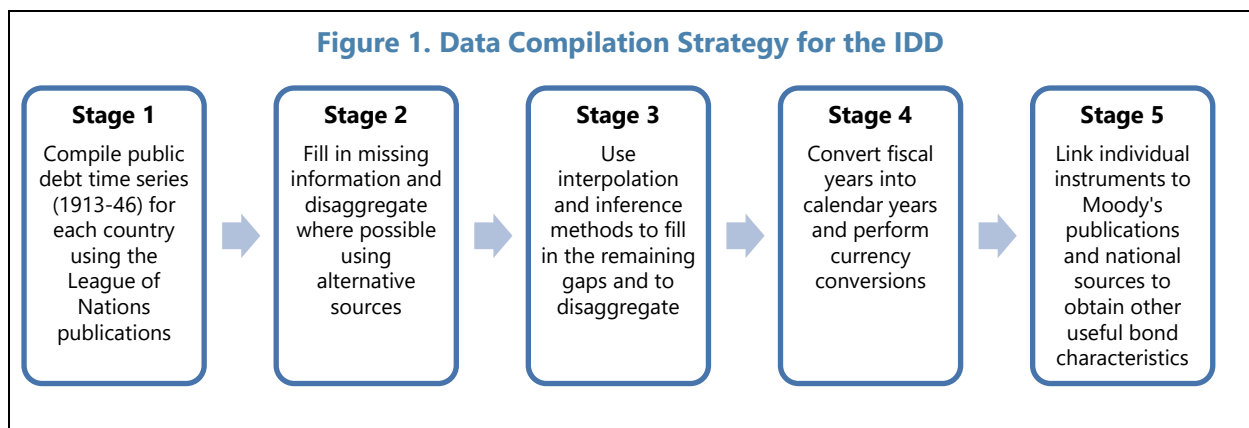 Figure 1. Data Compilation Strategy for the IDD
Stage 1
Compile public
debt time series
(1913-46) for
each country
using the
League of
Nations
publications
Stage 2
Fill in missing
information and
disaggregate
where possible
using
alternative
sources
Stage 3
Use
interpolation
and inference
methods to fill
in the remaining
gaps and to
disaggregate
Stage 4
Convert fiscal
years into
calendar years
and perform
currency
conversions
Stage 5
Link individual
instruments to
Moody's
publications
and national
sources to
obtain other
useful bond
characteristics